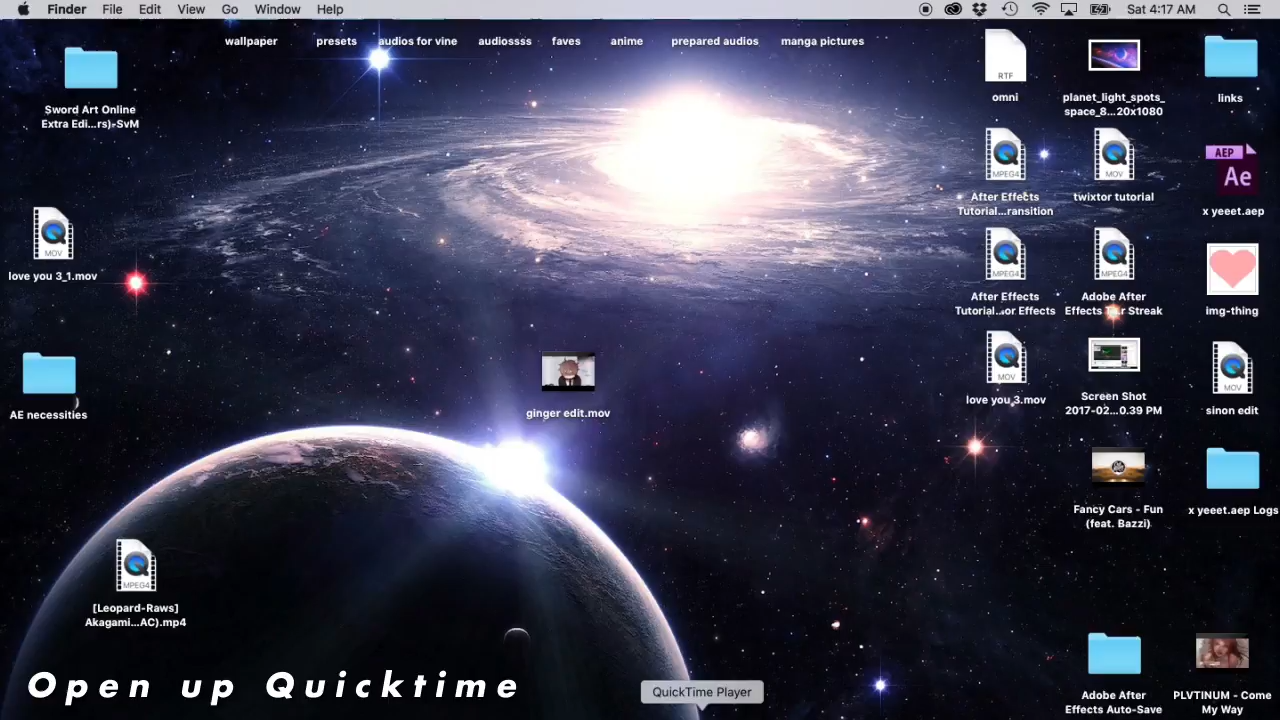 Finder File Edit View Go Window Help Sat 4:17 AM
wallpaper presets audios for vine audiossss faves anime prepared audios manga pictures
Sword Art Online
Extra Edi...rs)-SvM
RTF
omni
planet_light_spots_
space_8...20x1080
links
MPEG4
After Effects
Tutorial...ransition
MOV
twixtor tutorial
AEP
Ae
x yeeet.aep
MOV
love you 3_1.mov
MPEG4
After Effects
Tutorial...or Effects
MPEG4
Adobe After
Effects T...r Streak
img-thing
AE necessities
ginger edit.mov
MOV
love you 3.mov
Screen Shot
2017-02...0.39 PM
MOV
sinon edit
Fancy Cars - Fun
(feat. Bazzi)
x yeeet.aep Logs
MPEG4
[Leopard-Raws]
Akagami...AC).mp4
Open up Quicktime
QuickTime Player
Adobe After
Effects Auto-Save
PLVTINUM - Come
My Way